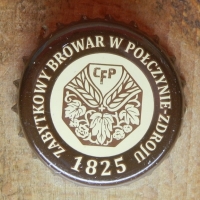 ZABYTKOWY BROWAR W POŁCZYNIE-ZDROJU
CFP
1825